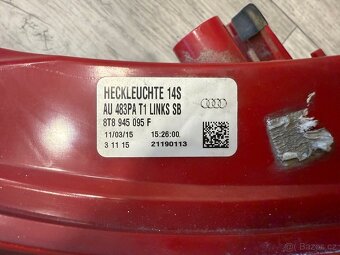 HECKLEUCHTE 14S
AU 483PA T1 LINKS SB
8T8 945 095 F
11/03/15 15:26:00
3 11 15 21190113